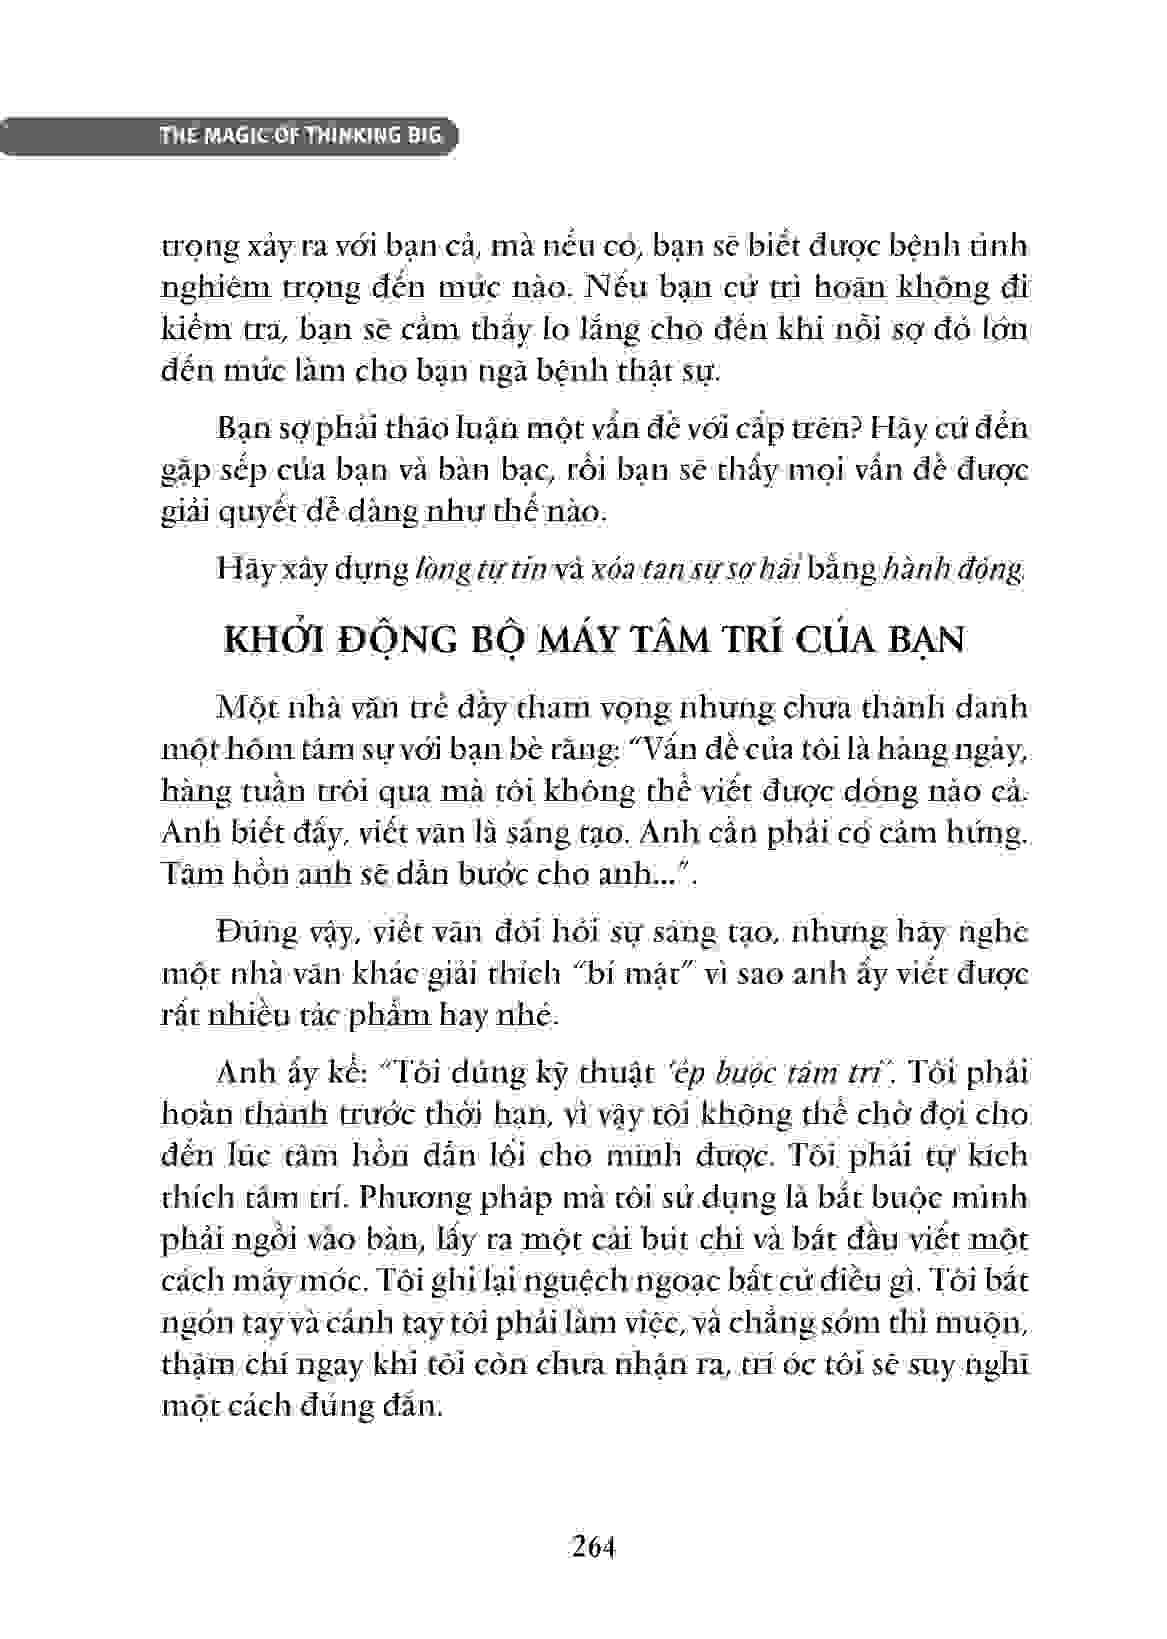 THE MAGIC OF THINKING BIG
trọng xảy ra với bạn cả, mà nếu có, bạn sẽ biết được bệnh tình
nghiêm trọng đến mức nào. Nếu bạn cứ trì hoãn không đi
kiểm tra, bạn sẽ cảm thấy lo lắng cho đến khi nỗi sợ đó lớn
đến mức làm cho bạn ngã bệnh thật sự.
Bạn sợ phải thảo luận một vấn đề với cấp trên? Hãy cứ đến
gặp sếp của bạn và bàn bạc, rồi bạn sẽ thấy mọi vấn đề được
giải quyết dễ dàng như thế nào.
Hãy xây dựng lòng tự tin và xóa tan sự sợ hãi bằng hành động.
KHỞI ĐỘNG BỘ MÁY TÂM TRÍ CỦA BẠN
Một nhà văn trẻ đầy tham vọng nhưng chưa thành danh
một hôm tâm sự với bạn bè rằng: “Vấn đề của tôi là hàng ngày,
hàng tuần trôi qua mà tôi không thể viết được dòng nào cả.
Anh biết đấy, viết văn là sáng tạo. Anh cần phải có cảm hứng.
Tâm hồn anh sẽ dẫn bước cho anh...”.
Đúng vậy, viết văn đòi hỏi sự sáng tạo, nhưng hãy nghe
một nhà văn khác giải thích “bí mật” vì sao anh ấy viết được
rất nhiều tác phẩm hay nhé.
Anh ấy kể: “Tôi dùng kỹ thuật ‘ép buộc tâm trí’. Tôi phải
hoàn thành trước thời hạn, vì vậy tôi không thể chờ đợi cho
đến lúc tâm hồn dẫn lối cho mình được. Tôi phải tự kích
thích tâm trí. Phương pháp mà tôi sử dụng là bắt buộc mình
phải ngồi vào bàn, lấy ra một cái bút chì và bắt đầu viết một
cách máy móc. Tôi ghi lại nguệch ngoạc bất cứ điều gì. Tôi bắt
ngón tay và cánh tay tôi phải làm việc, và chẳng sớm thì muộn,
thậm chí ngay khi tôi còn chưa nhận ra, trí óc tôi sẽ suy nghĩ
một cách đúng đắn.
264